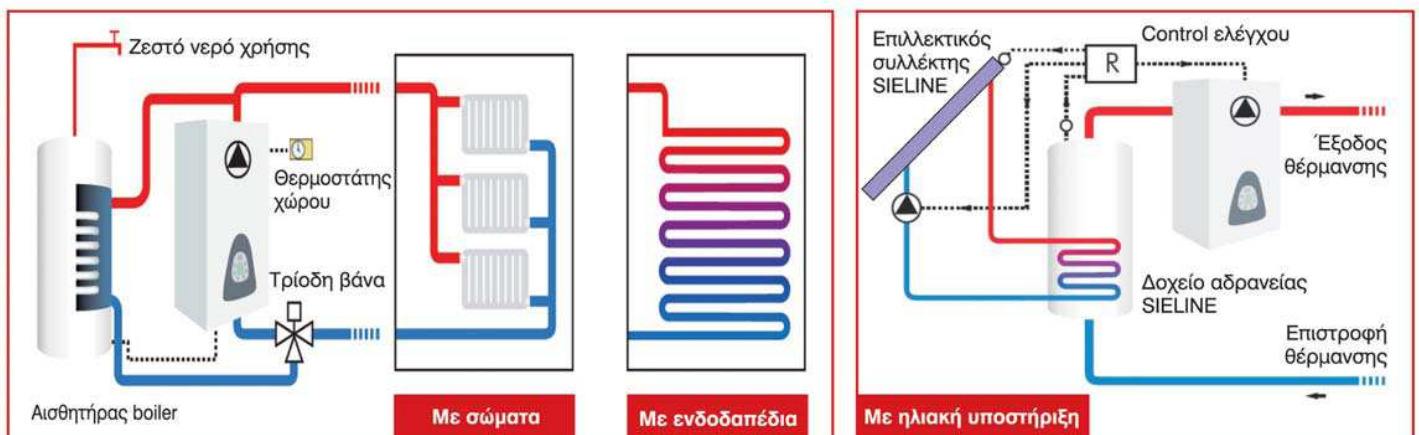 Ζεστό νερό χρήσης
Θερμοστάτης
χώρου
Τρίοδη βάνα
Αισθητήρας boiler
Με σώματα
Με ενδοδαπέδια
Επιλλεκτικός
συλλέκτης
SIELINE
Control ελέγχου
R
Έξοδος
θέρμανσης
Δοχείο αδρανείας
SIELINE
Επιστροφή
θέρμανσης
Με ηλιακή υποστήριξη